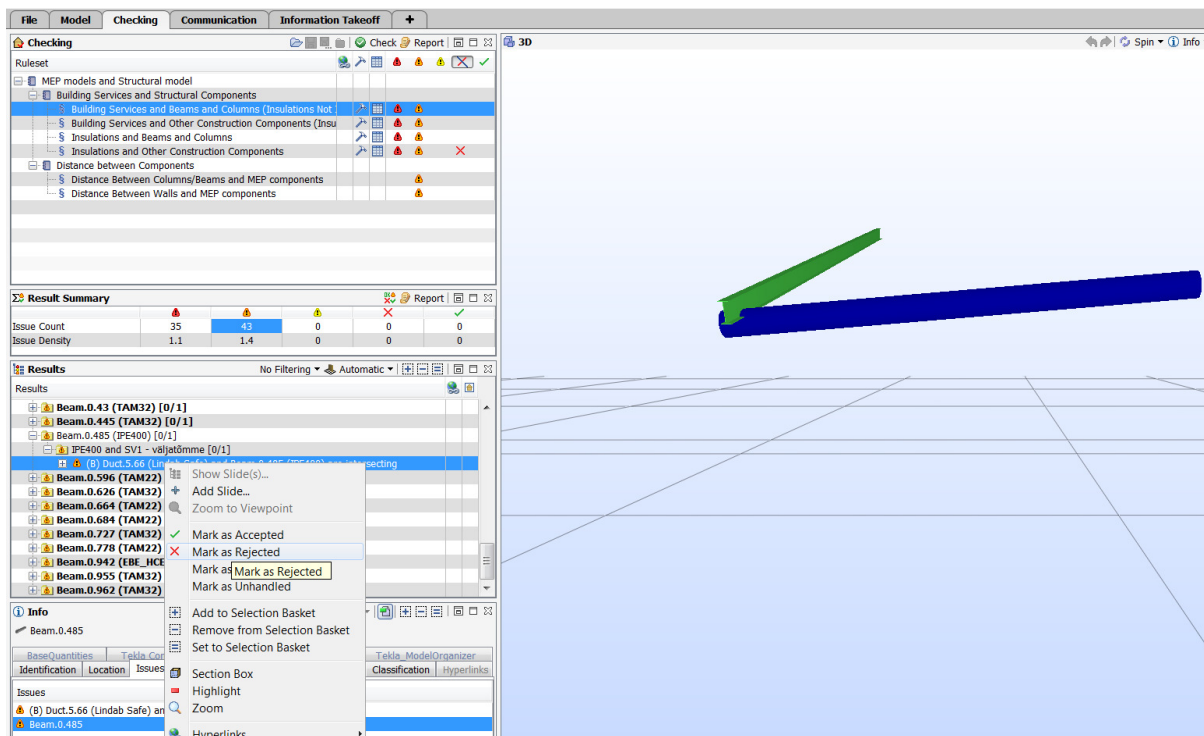 File Model Checking Communication Information Takeoff +
Checking Check Report
3D Spin Info
Ruleset
MEP models and Structural model
Building Services and Structural Components
§ Building Services and Beams and Columns (Insulations Not
§ Building Services and Other Construction Components (Insu
§ Insulations and Beams and Columns
§ Insulations and Other Construction Components
Distance between Components
§ Distance Between Columns/Beams and MEP components
§ Distance Between Walls and MEP components
Result Summary Report
Issue Count 35 43 0 0 0
Issue Density 1.1 1.4 0 0 0
Results No Filtering Automatic
Results
Beam.0.43 (TAM32) [0/1]
Beam.0.445 (TAM32) [0/1]
Beam.0.485 (IPE400) [0/1]
IPE400 and SV1 - väljatõmme [0/1]
(B) Duct.5.66 (Lindab Safe) and Beam.0.485 (IPE400) are intersecting
Beam.0.596 (TAM22)
Beam.0.626 (TAM32)
Beam.0.664 (TAM22)
Beam.0.684 (TAM22)
Beam.0.727 (TAM32)
Beam.0.778 (TAM22)
Beam.0.942 (EBE_HCE
Beam.0.955 (TAM32)
Beam.0.962 (TAM32)
Show Slide(s)...
Add Slide...
Zoom to Viewpoint
Mark as Accepted
Mark as Rejected
Mark as
Mark as Rejected
Mark as Unhandled
Add to Selection Basket
Remove from Selection Basket
Set to Selection Basket
Section Box
Highlight
Zoom
Hyperlinks
Info
Beam.0.485
BaseQuantities Tekla Tekla_ModelOrganizer
Identification Location Issues Classification Hyperlinks
Issues
(B) Duct.5.66 (Lindab Safe) an
Beam.0.485